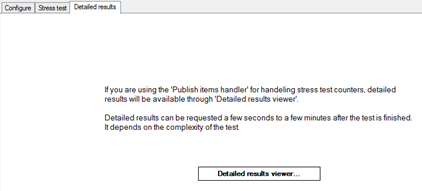 Configure Stress test Detailed results
If you are using the 'Publish items handler' for handeling stress test counters, detailed
results will be available through 'Detailed results viewer'.
Detailed results can be requested a few seconds to a few minutes after the test is finished.
It depends on the complexity of the test.
Detailed results viewer...